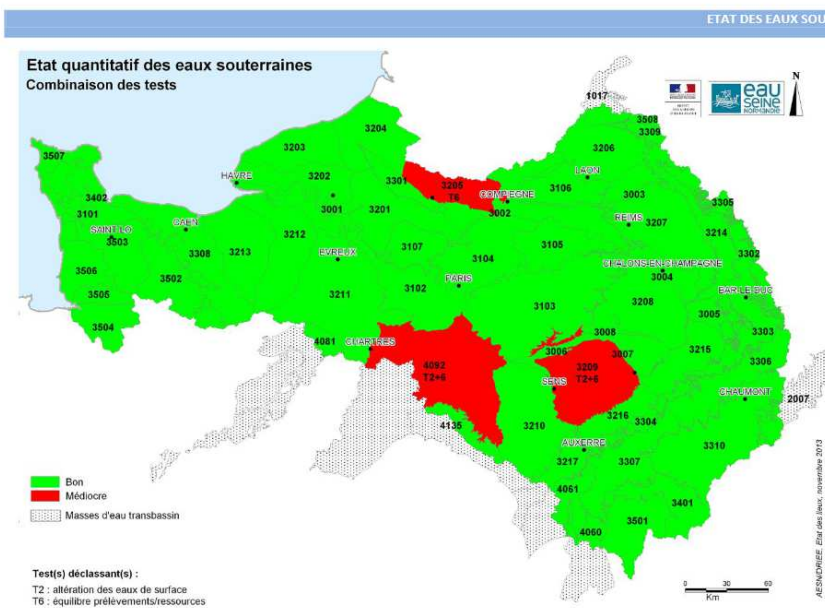 ETAT DES EAUX SOU
Etat quantitatif des eaux souterraines
Combinaison des tests
N
eau
SEINE
NORMANDIE
1017
3508
3309
3204
3203
3206
3507
HAVRE
3202
3301
3205
T6
COMPIEGNE
LAON
3106
3003
3402
3101
3001
3201
3002
3305
SAINT-LO
3503
CAEN
REIMS
3207
3214
3308
3213
3212
3107
3105
3302
EVREUX
3104
CHALONS-EN-CHAMPAGNE
3004
3506
3502
PARIS
3505
3211
3102
3103
3208
BAR-LE-DUC
3005
3504
3303
4081
CHARTRES
3006
3008
3007
3215
3306
4092
T2+6
3209
T2+6
SENS
CHAUMONT
2007
4135
3210
3216
3304
AUXERRE
3310
3217
3307
4061
3401
3501
4060
Bon
Médiocre
Masses d'eau transbassin
Test(s) déclassant(s) :
T2 : altération des eaux de surface
T6 : équilibre prélèvements/ressources
0 30 60
Km
AESN/DRIEE, Etat des lieux, novembre 2013